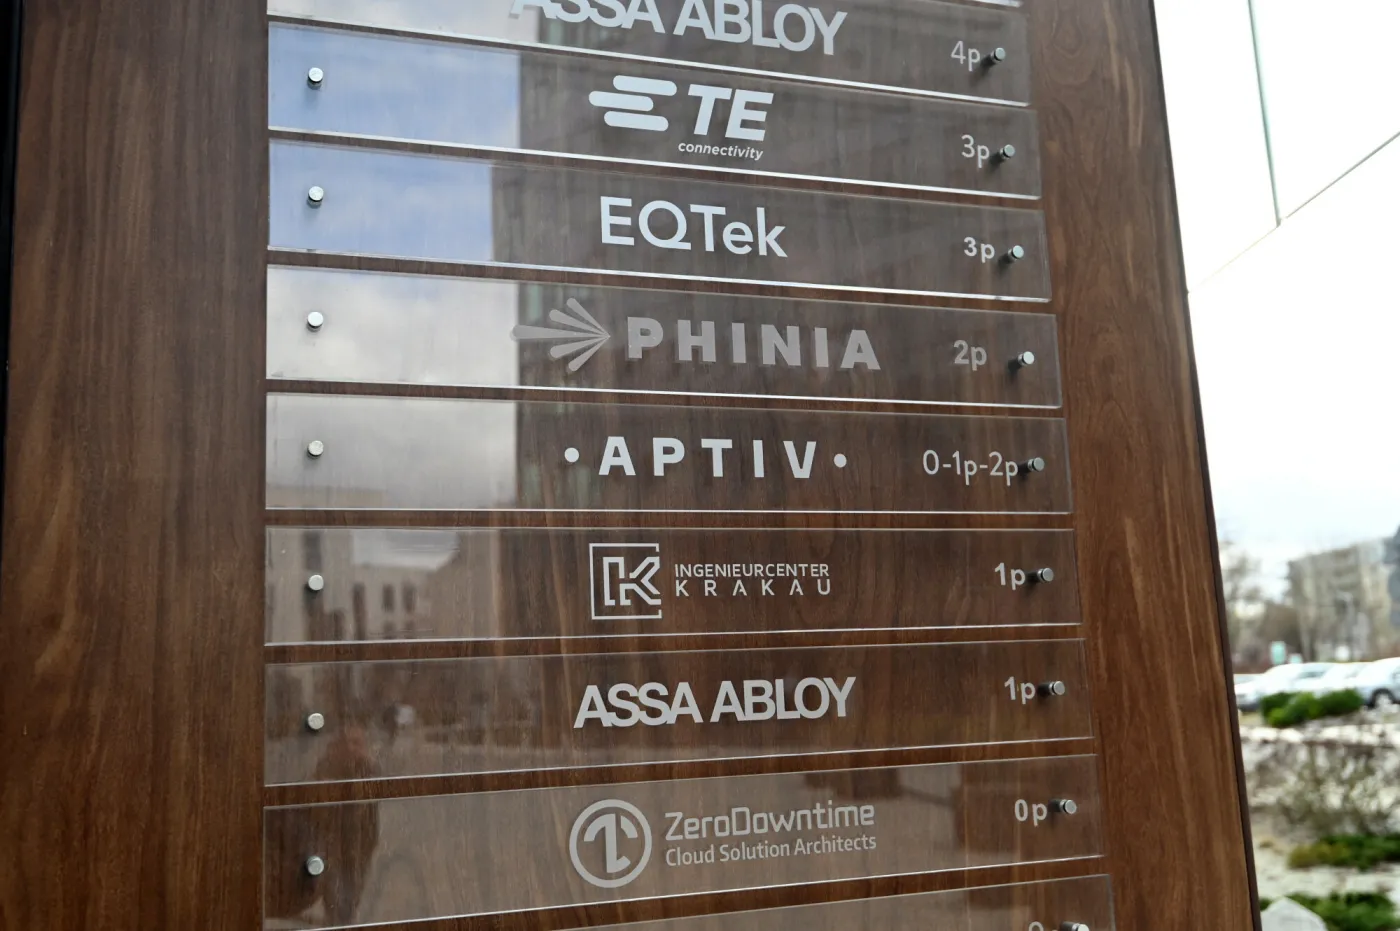 ASSA ABLOY 4p
TE
connectivity 3p
EQTek 3p
PHINIA 2p
•APTIV• 0-1p-2p
INGENIEURCENTER
KRAKAU 1p
ASSA ABLOY 1p
ZeroDowntime
Cloud Solution Architects 0p